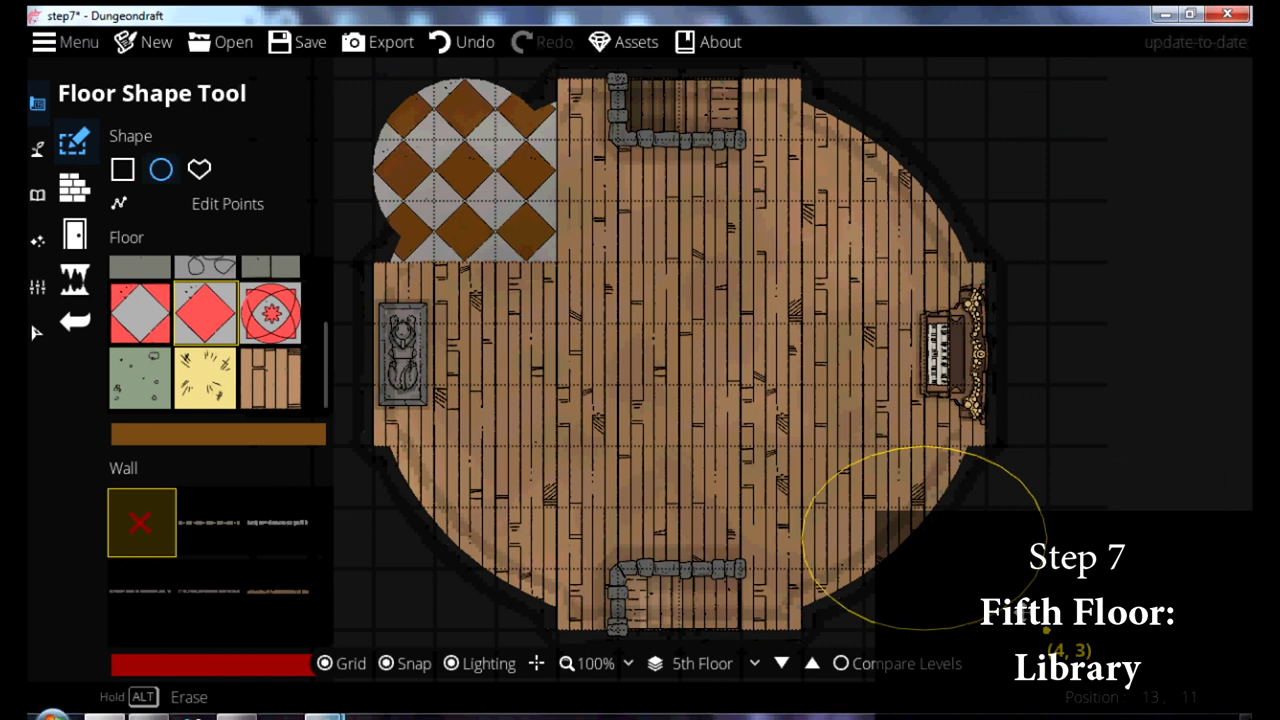 step7* - Dungeondraft
Menu New Open Save Export Undo Redo Assets About update-to-date
Floor Shape Tool
Shape
Edit Points
Floor
Wall
Step 7
Fifth Floor:
(4, 3)
Library
Grid Snap Lighting 100% 5th Floor Compare Levels
Hold ALT Erase Position : 13 , 11